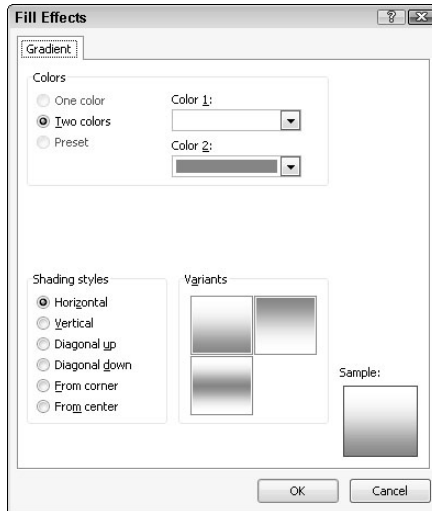 Fill Effects
Gradient
Colors
One color
Two colors
Preset
Color 1:
Color 2:
Shading styles
Horizontal
Vertical
Diagonal up
Diagonal down
From corner
From center
Variants
Sample:
OK
Cancel